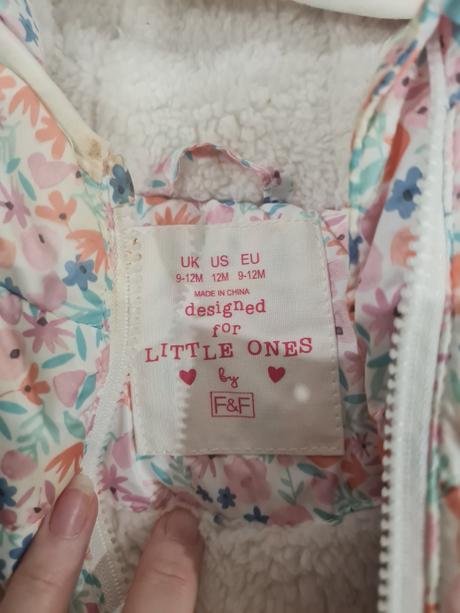 UK US EU
9-12M 12M 9-12M
MADE IN CHINA
designed
for
LITTLE ONES
by
F&F